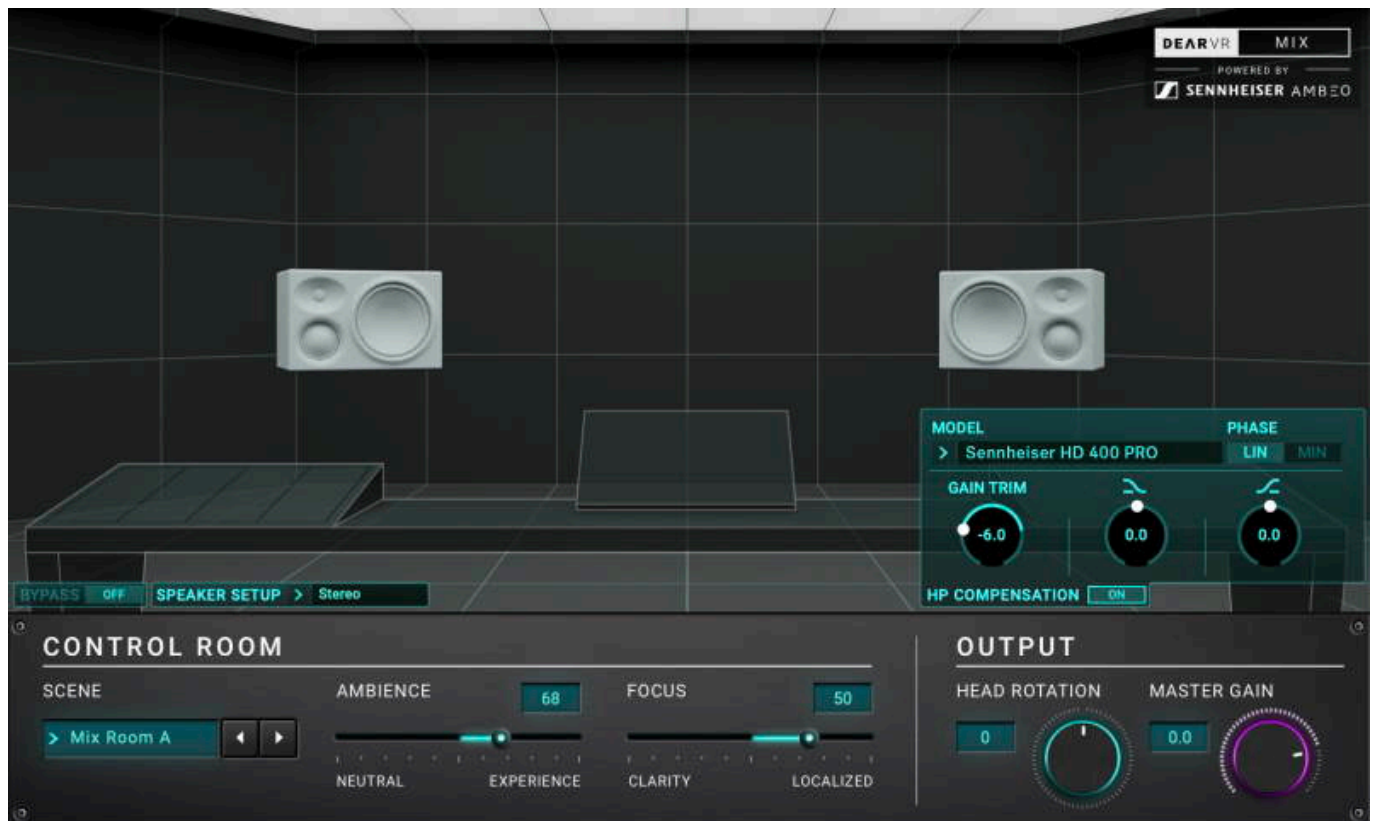 DEARVR MIX
POWERED BY
SENNHEISER AMBEO
MODEL PHASE
> Sennheiser HD 400 PRO LIN MIN
GAIN TRIM
-6.0 0.0 0.0
BYPASS OFF SPEAKER SETUP > Stereo HP COMPENSATION ON
CONTROL ROOM OUTPUT
SCENE AMBIENCE 68 FOCUS 50 HEAD ROTATION MASTER GAIN
> Mix Room A 0 0.0
NEUTRAL EXPERIENCE CLARITY LOCALIZED